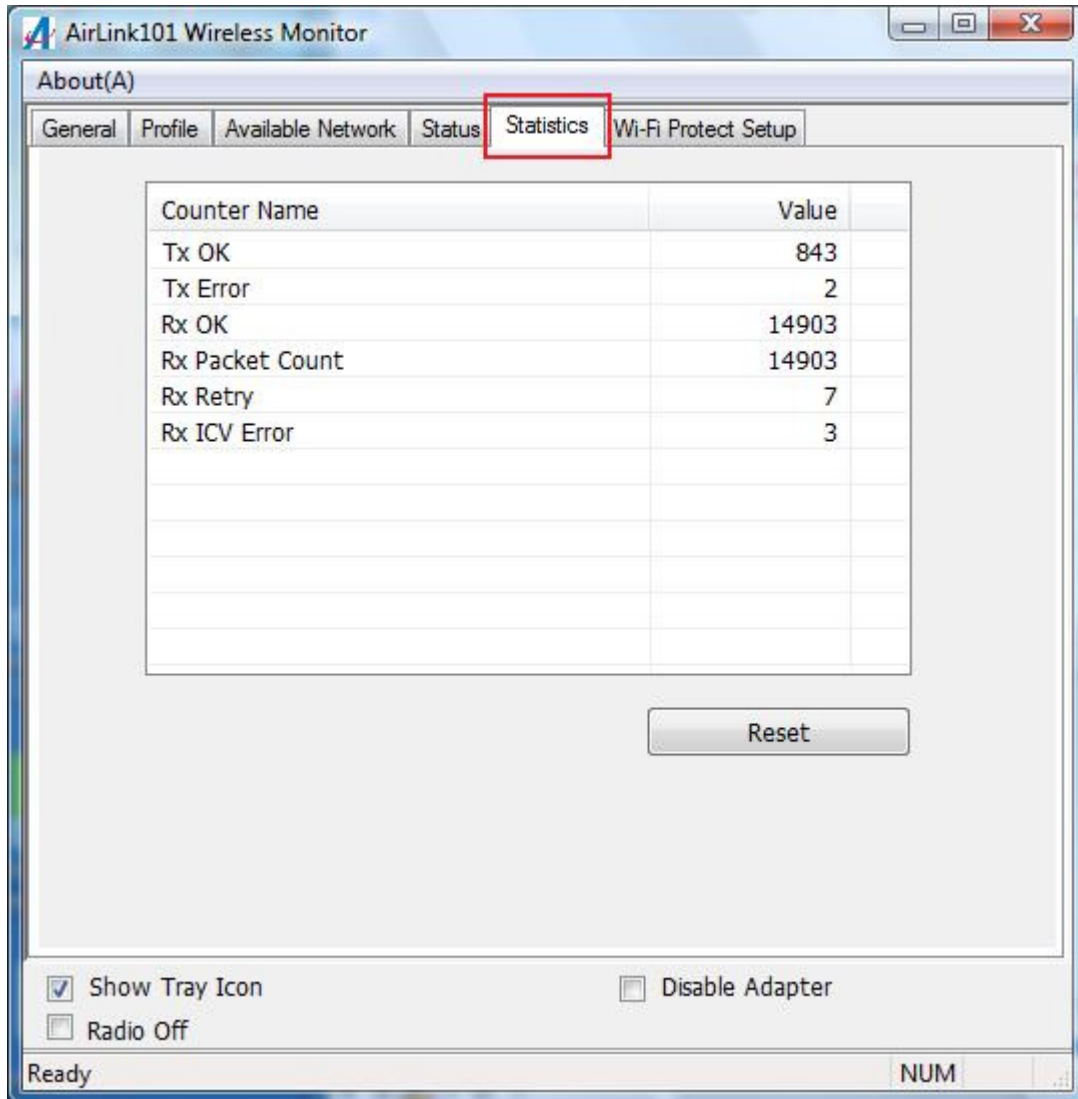 AirLink101 Wireless Monitor
About(A)
General Profile Available Network Status Statistics Wi-Fi Protect Setup
Counter Name Value
Tx OK 843
Tx Error 2
Rx OK 14903
Rx Packet Count 14903
Rx Retry 7
Rx ICV Error 3
Reset
Show Tray Icon Disable Adapter
Radio Off
Ready NUM